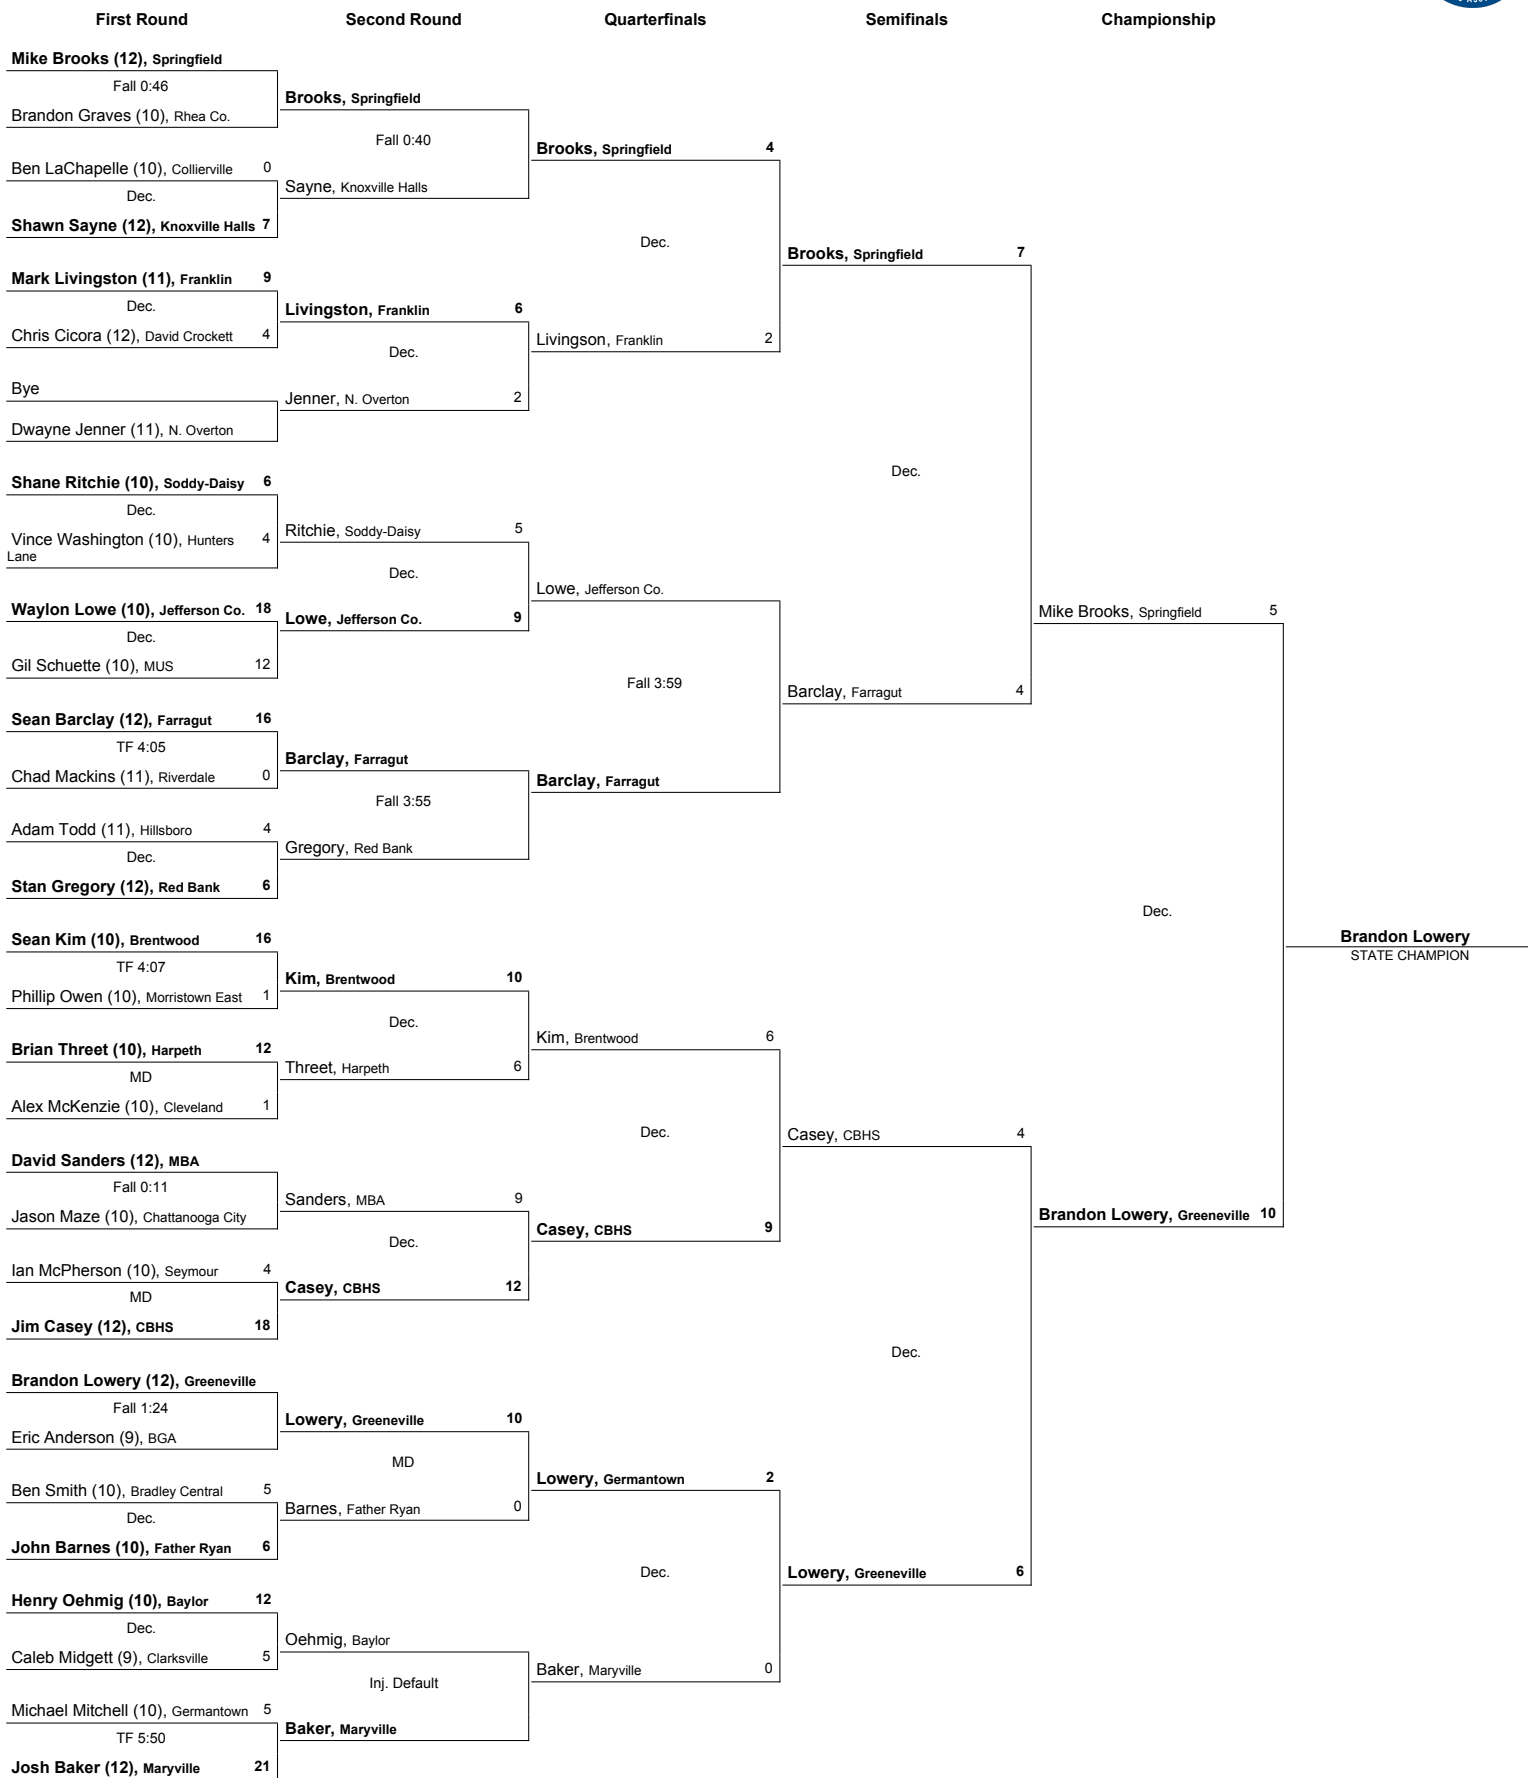 First Round
Second Round
Quarterfinals
Semifinals
Championship
Mike Brooks (12), Springfield
Fall 0:46
Brandon Graves (10), Rhea Co.
Ben LaChapelle (10), Collierville 0
Dec.
Shawn Sayne (12), Knoxville Halls 7
Mark Livingston (11), Franklin 9
Dec.
Chris Cicora (12), David Crockett 4
Bye
Dwayne Jenner (11), N. Overton
Shane Ritchie (10), Soddy-Daisy 6
Dec.
Vince Washington (10), Hunters 4
Lane
Waylon Lowe (10), Jefferson Co. 18
Dec.
Gil Schuette (10), MUS 12
Sean Barclay (12), Farragut 16
TF 4:05
Chad Mackins (11), Riverdale 0
Adam Todd (11), Hillsboro 4
Dec.
Stan Gregory (12), Red Bank 6
Sean Kim (10), Brentwood 16
TF 4:07
Phillip Owen (10), Morristown East 1
Brian Threet (10), Harpeth 12
MD
Alex McKenzie (10), Cleveland 1
David Sanders (12), MBA
Fall 0:11
Jason Maze (10), Chattanooga City
Ian McPherson (10), Seymour 4
MD
Jim Casey (12), CBHS 18
Brandon Lowery (12), Greeneville
Fall 1:24
Eric Anderson (9), BGA
Ben Smith (10), Bradley Central 5
Dec.
John Barnes (10), Father Ryan 6
Henry Oehmig (10), Baylor 12
Dec.
Caleb Midgett (9), Clarksville 5
Michael Mitchell (10), Germantown 5
TF 5:50
Josh Baker (12), Maryville 21
Brooks, Springfield
Fall 0:40
Sayne, Knoxville Halls
Livingston, Franklin 6
Dec.
Jenner, N. Overton 2
Ritchie, Soddy-Daisy 5
Dec.
Lowe, Jefferson Co. 9
Barclay, Farragut
Fall 3:55
Gregory, Red Bank
Kim, Brentwood 10
Dec.
Threet, Harpeth 6
Sanders, MBA 9
Dec.
Casey, CBHS 12
Lowery, Greeneville 10
MD
Barnes, Father Ryan 0
Oehmig, Baylor
Inj. Default
Baker, Maryville
Brooks, Springfield 4
Dec.
Livingson, Franklin 2
Lowe, Jefferson Co.
Fall 3:59
Barclay, Farragut
Kim, Brentwood 6
Dec.
Casey, CBHS 9
Lowery, Germantown 2
Dec.
Baker, Maryville 0
Brooks, Springfield 7
Dec.
Barclay, Farragut 4
Casey, CBHS 4
Dec.
Lowery, Greeneville 6
Mike Brooks, Springfield 5
Dec.
Brandon Lowery, Greeneville 10
Brandon Lowery
STATE CHAMPION